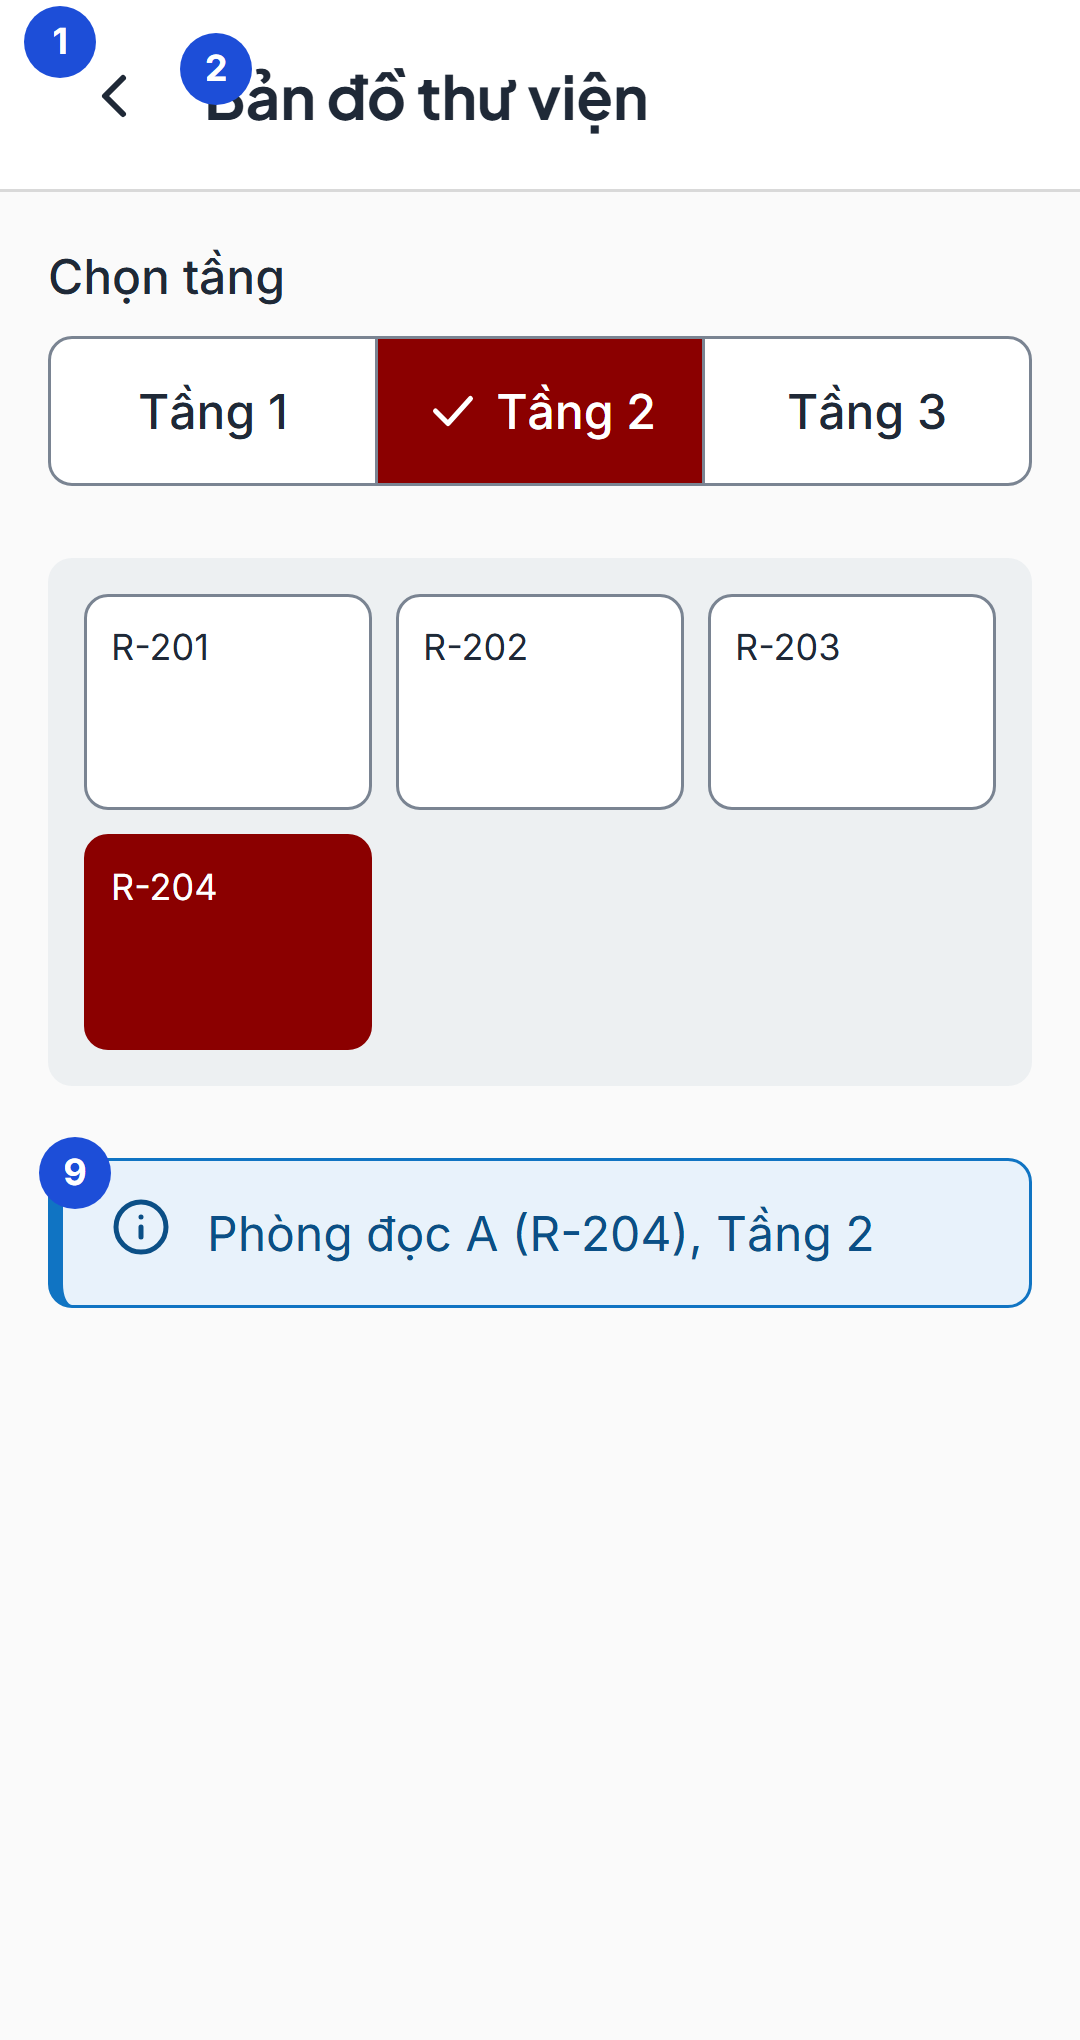 1
2
Bản đồ thư viện
Chọn tầng
Tầng 1
Tầng 2
Tầng 3
R-201
R-202
R-203
R-204
9
Phòng đọc A (R-204), Tầng 2